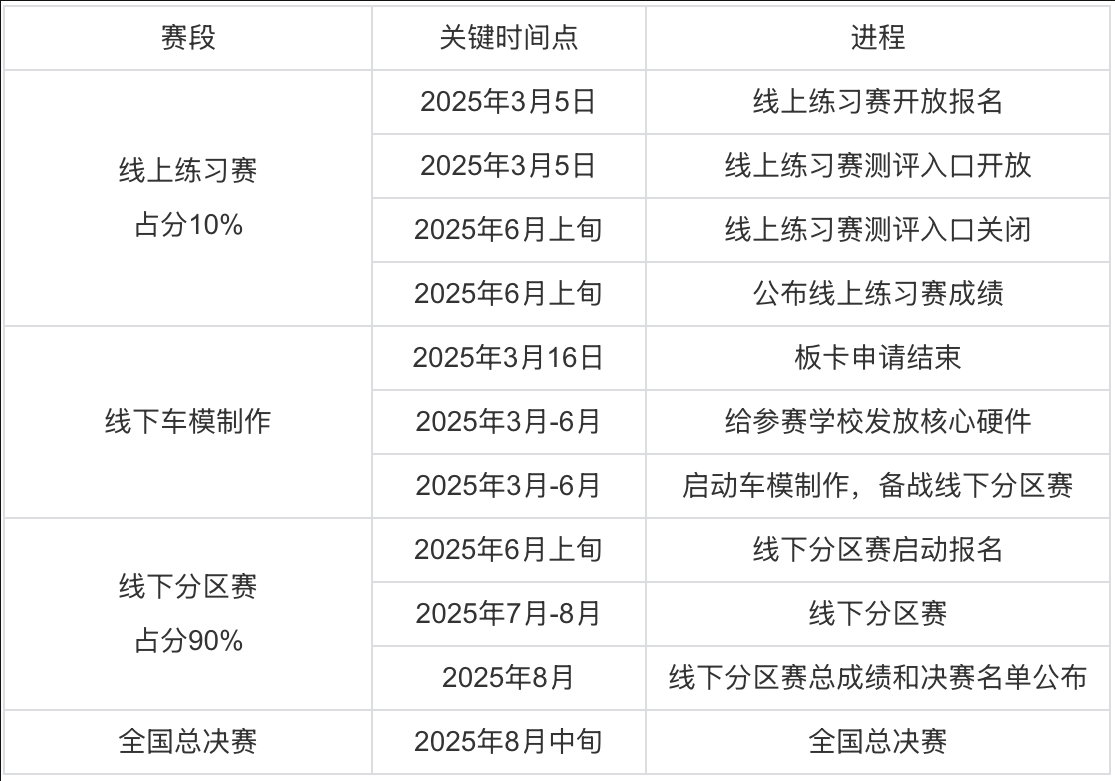 赛段 关键时间点 进程
线上练习赛
占分10%
2025年3月5日 线上练习赛开放报名
2025年3月5日 线上练习赛测评入口开放
2025年6月上旬 线上练习赛测评入口关闭
2025年6月上旬 公布线上练习赛成绩
线下车模制作
2025年3月16日 板卡申请结束
2025年3月-6月 给参赛学校发放核心硬件
2025年3月-6月 启动车模制作，备战线下分区赛
线下分区赛
占分90%
2025年6月上旬 线下分区赛启动报名
2025年7月-8月 线下分区赛
2025年8月 线下分区赛总成绩和决赛名单公布
全国总决赛 2025年8月中旬 全国总决赛